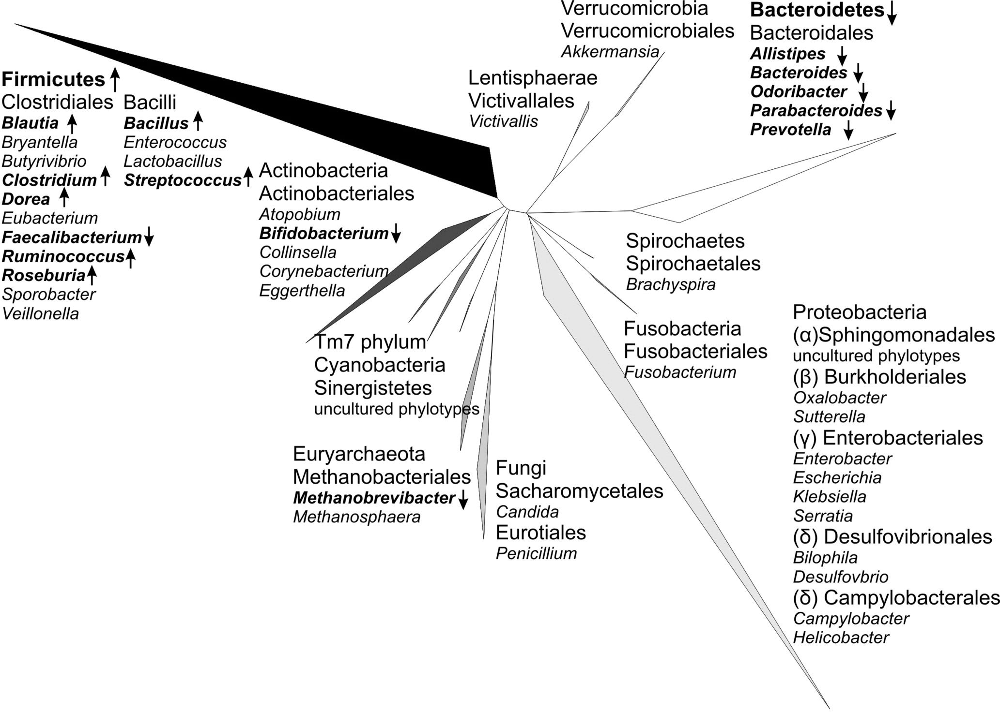 Firmicutes↑
Clostridiales
Blautia ↑
Bryantella
Butyrivibrio
Clostridium↑
Dorea ↑
Eubacterium
Faecalibacterium↓
Ruminococcus↑
Roseburia↑
Sporobacter
Veillonella
Bacilli
Bacillus ↑
Enterococcus
Lactobacillus
Streptococcus↑
Actinobacteria
Actinobacteriales
Atopobium
Bifidobacterium↓
Collinsella
Corynebacterium
Eggerthella
Lentisphaerae
Victivallales
Victivallis
Verrucomicrobia
Verrucomicrobiales
Akkermansia
Bacteroidetes↓
Bacteroidales
Allistipes ↓
Bacteroides ↓
Odoribacter ↓
Parabacteroides↓
Prevotella ↓
Tm7 phylum
Cyanobacteria
Sinergistetes
uncultured phylotypes
Euryarchaeota
Methanobacteriales
Methanobrevibacter↓
Methanosphaera
Fungi
Sacharomycetales
Candida
Eurotiales
Penicillium
Spirochaetes
Spirochaetales
Brachyspira
Fusobacteria
Fusobacteriales
Fusobacterium
Proteobacteria
(α)Sphingomonadales
uncultured phylotypes
(β) Burkholderiales
Oxalobacter
Sutterella
(γ) Enterobacteriales
Enterobacter
Escherichia
Klebsiella
Serratia
(δ) Desulfovibrionales
Bilophila
Desulfovbrio
(δ) Campylobacterales
Campylobacter
Helicobacter